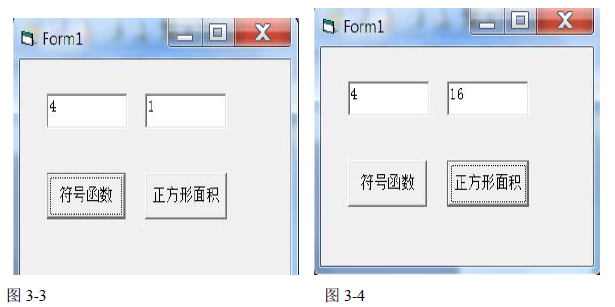 Form1
4 1
符号函数 正方形面积
图 3-3
Form1
4 16
符号函数 正方形面积
图 3-4